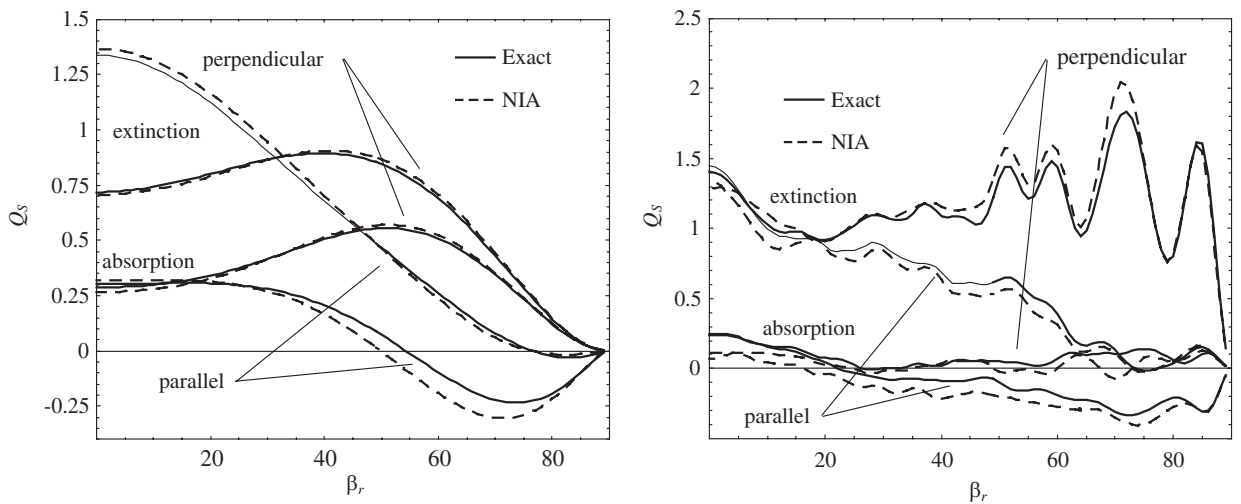 1.5
1.25
1
0.75
0.5
0.25
0
-0.25
Q_S
perpendicular
Exact
NIA
extinction
absorption
parallel
20
40
60
80
β_r
2.5
2
1.5
1
0.5
0
Q_S
perpendicular
Exact
NIA
extinction
absorption
parallel
20
40
60
80
β_r